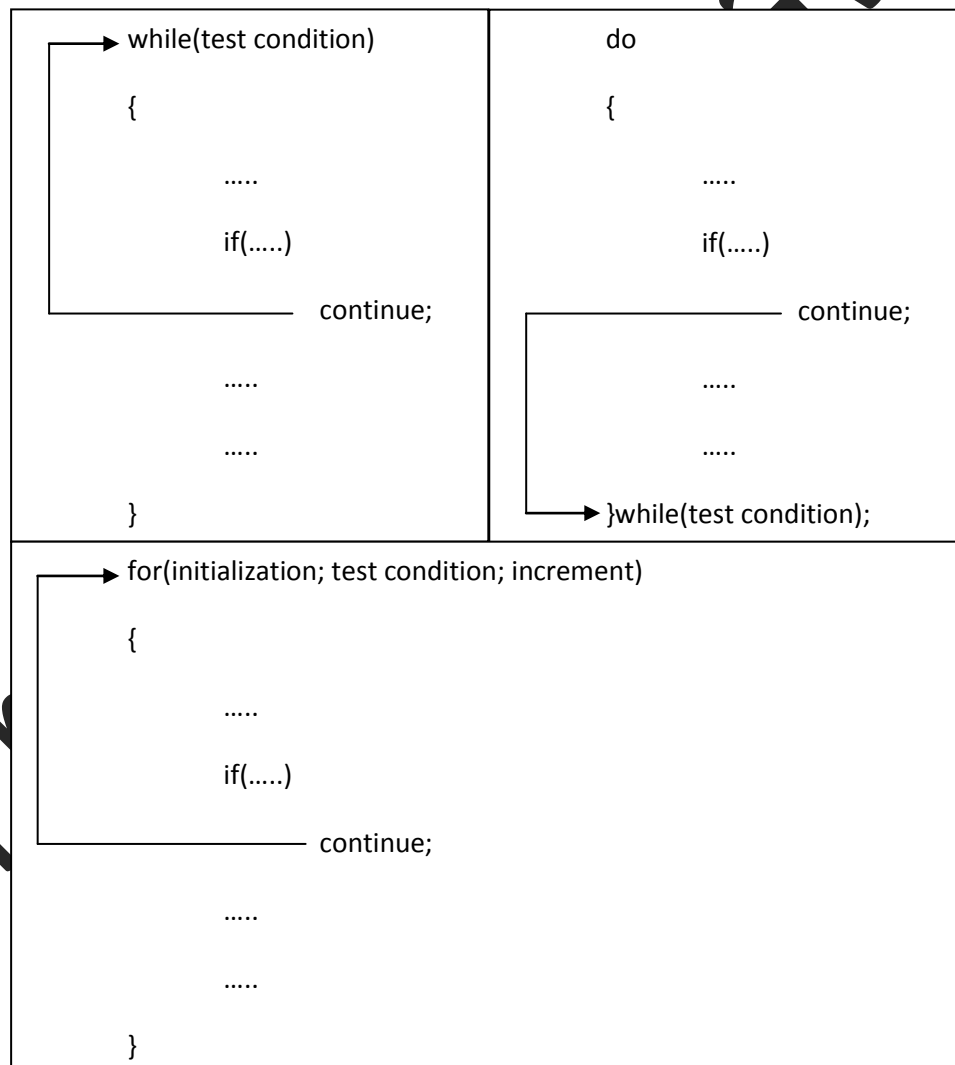 while(test condition)
{
…..
if(…..)
continue;
…..
…..
}
do
{
…..
if(…..)
continue;
…..
…..
}while(test condition);
for(initialization; test condition; increment)
{
…..
if(…..)
continue;
…..
…..
}